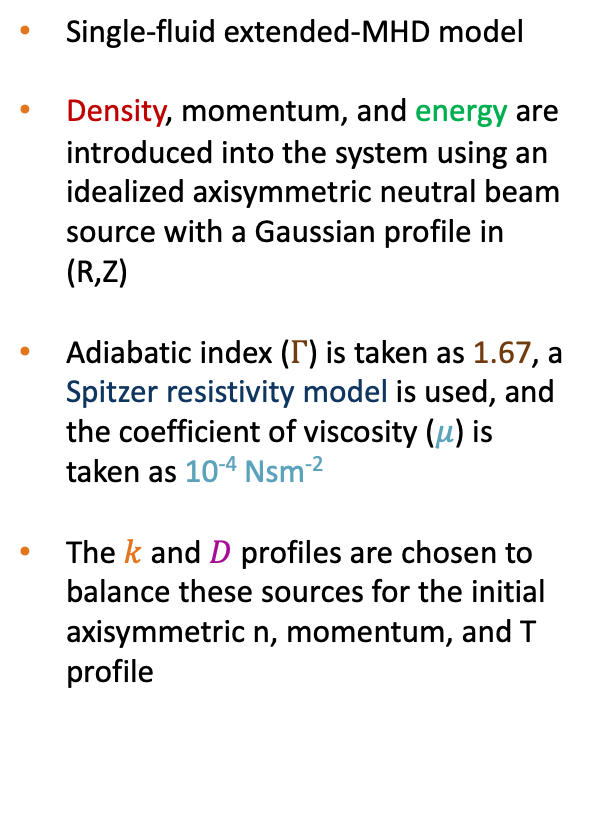 • Single-fluid extended-MHD model
• Density, momentum, and energy are
introduced into the system using an
idealized axisymmetric neutral beam
source with a Gaussian profile in
(R,Z)
• Adiabatic index (Γ) is taken as 1.67, a
Spitzer resistivity model is used, and
the coefficient of viscosity (μ) is
taken as 10⁻⁴ Nsm⁻²
• The k and D profiles are chosen to
balance these sources for the initial
axisymmetric n, momentum, and T
profile